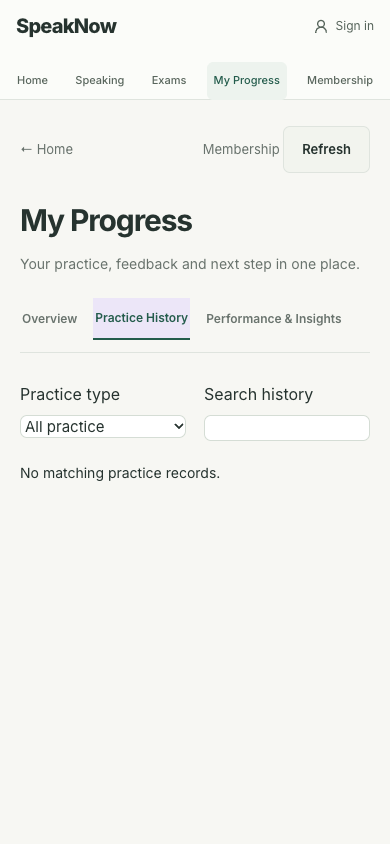 SpeakNow
Sign in
Home Speaking Exams My Progress Membership
← Home Membership Refresh
My Progress
Your practice, feedback and next step in one place.
Overview Practice History Performance & Insights
Practice type Search history
All practice
No matching practice records.